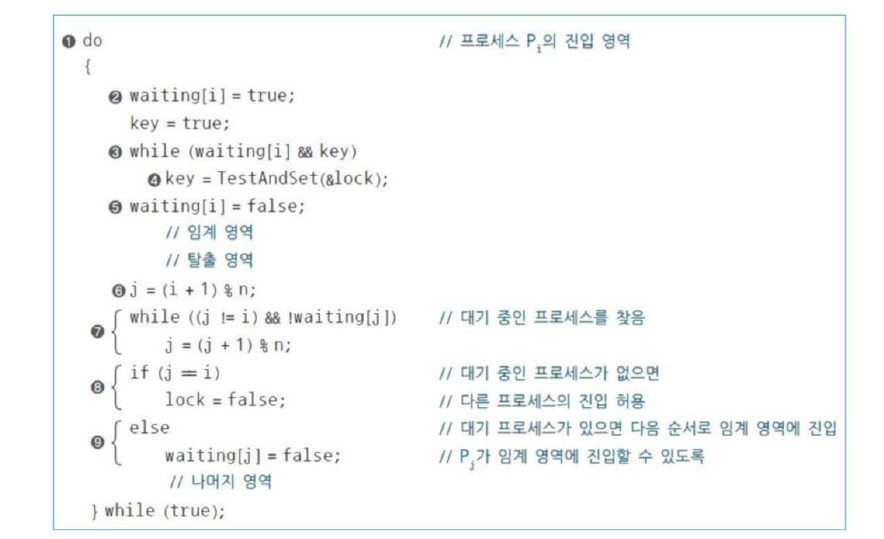 ❶ do // 프로세스 Pi의 진입 영역
{
❷ waiting[i] = true;
key = true;
❸ while (waiting[i] && key)
❹ key = TestAndSet(&lock);
❺ waiting[i] = false;
// 임계 영역
// 탈출 영역
❻ j = (i + 1) % n;
❼ while ((j != i) && !waiting[j]) // 대기 중인 프로세스를 찾음
j = (j + 1) % n;
❽ if (j == i) // 대기 중인 프로세스가 없으면
lock = false; // 다른 프로세스의 진입 허용
❾ else // 대기 프로세스가 있으면 다음 순서로 임계 영역에 진입
waiting[j] = false; // Pj가 임계 영역에 진입할 수 있도록
// 나머지 영역
} while (true);